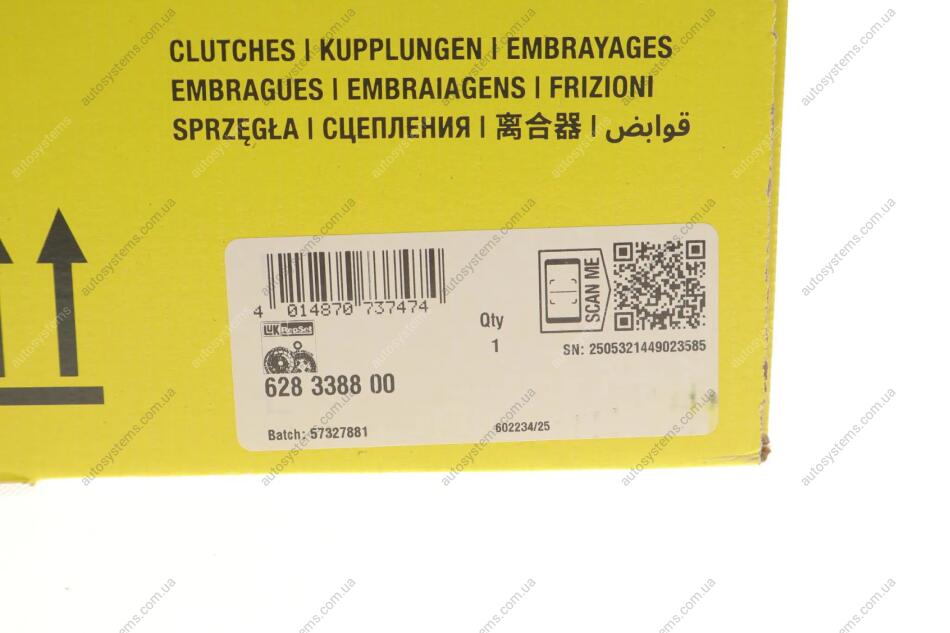 CLUTCHES | KUPPLUNGEN | EMBRAYAGES
EMBRAGUES | EMBRAIAGENS | FRIZIONI
SPRZĘGŁA | СЦЕПЛЕНИЯ | 离合器 | قوابض
4 014870 737474
LUK RepSet
Qty
1
SCAN ME
SN: 2505321449023585
628 3388 00
Batch: 57327881
602234/25
autosystems.com.ua